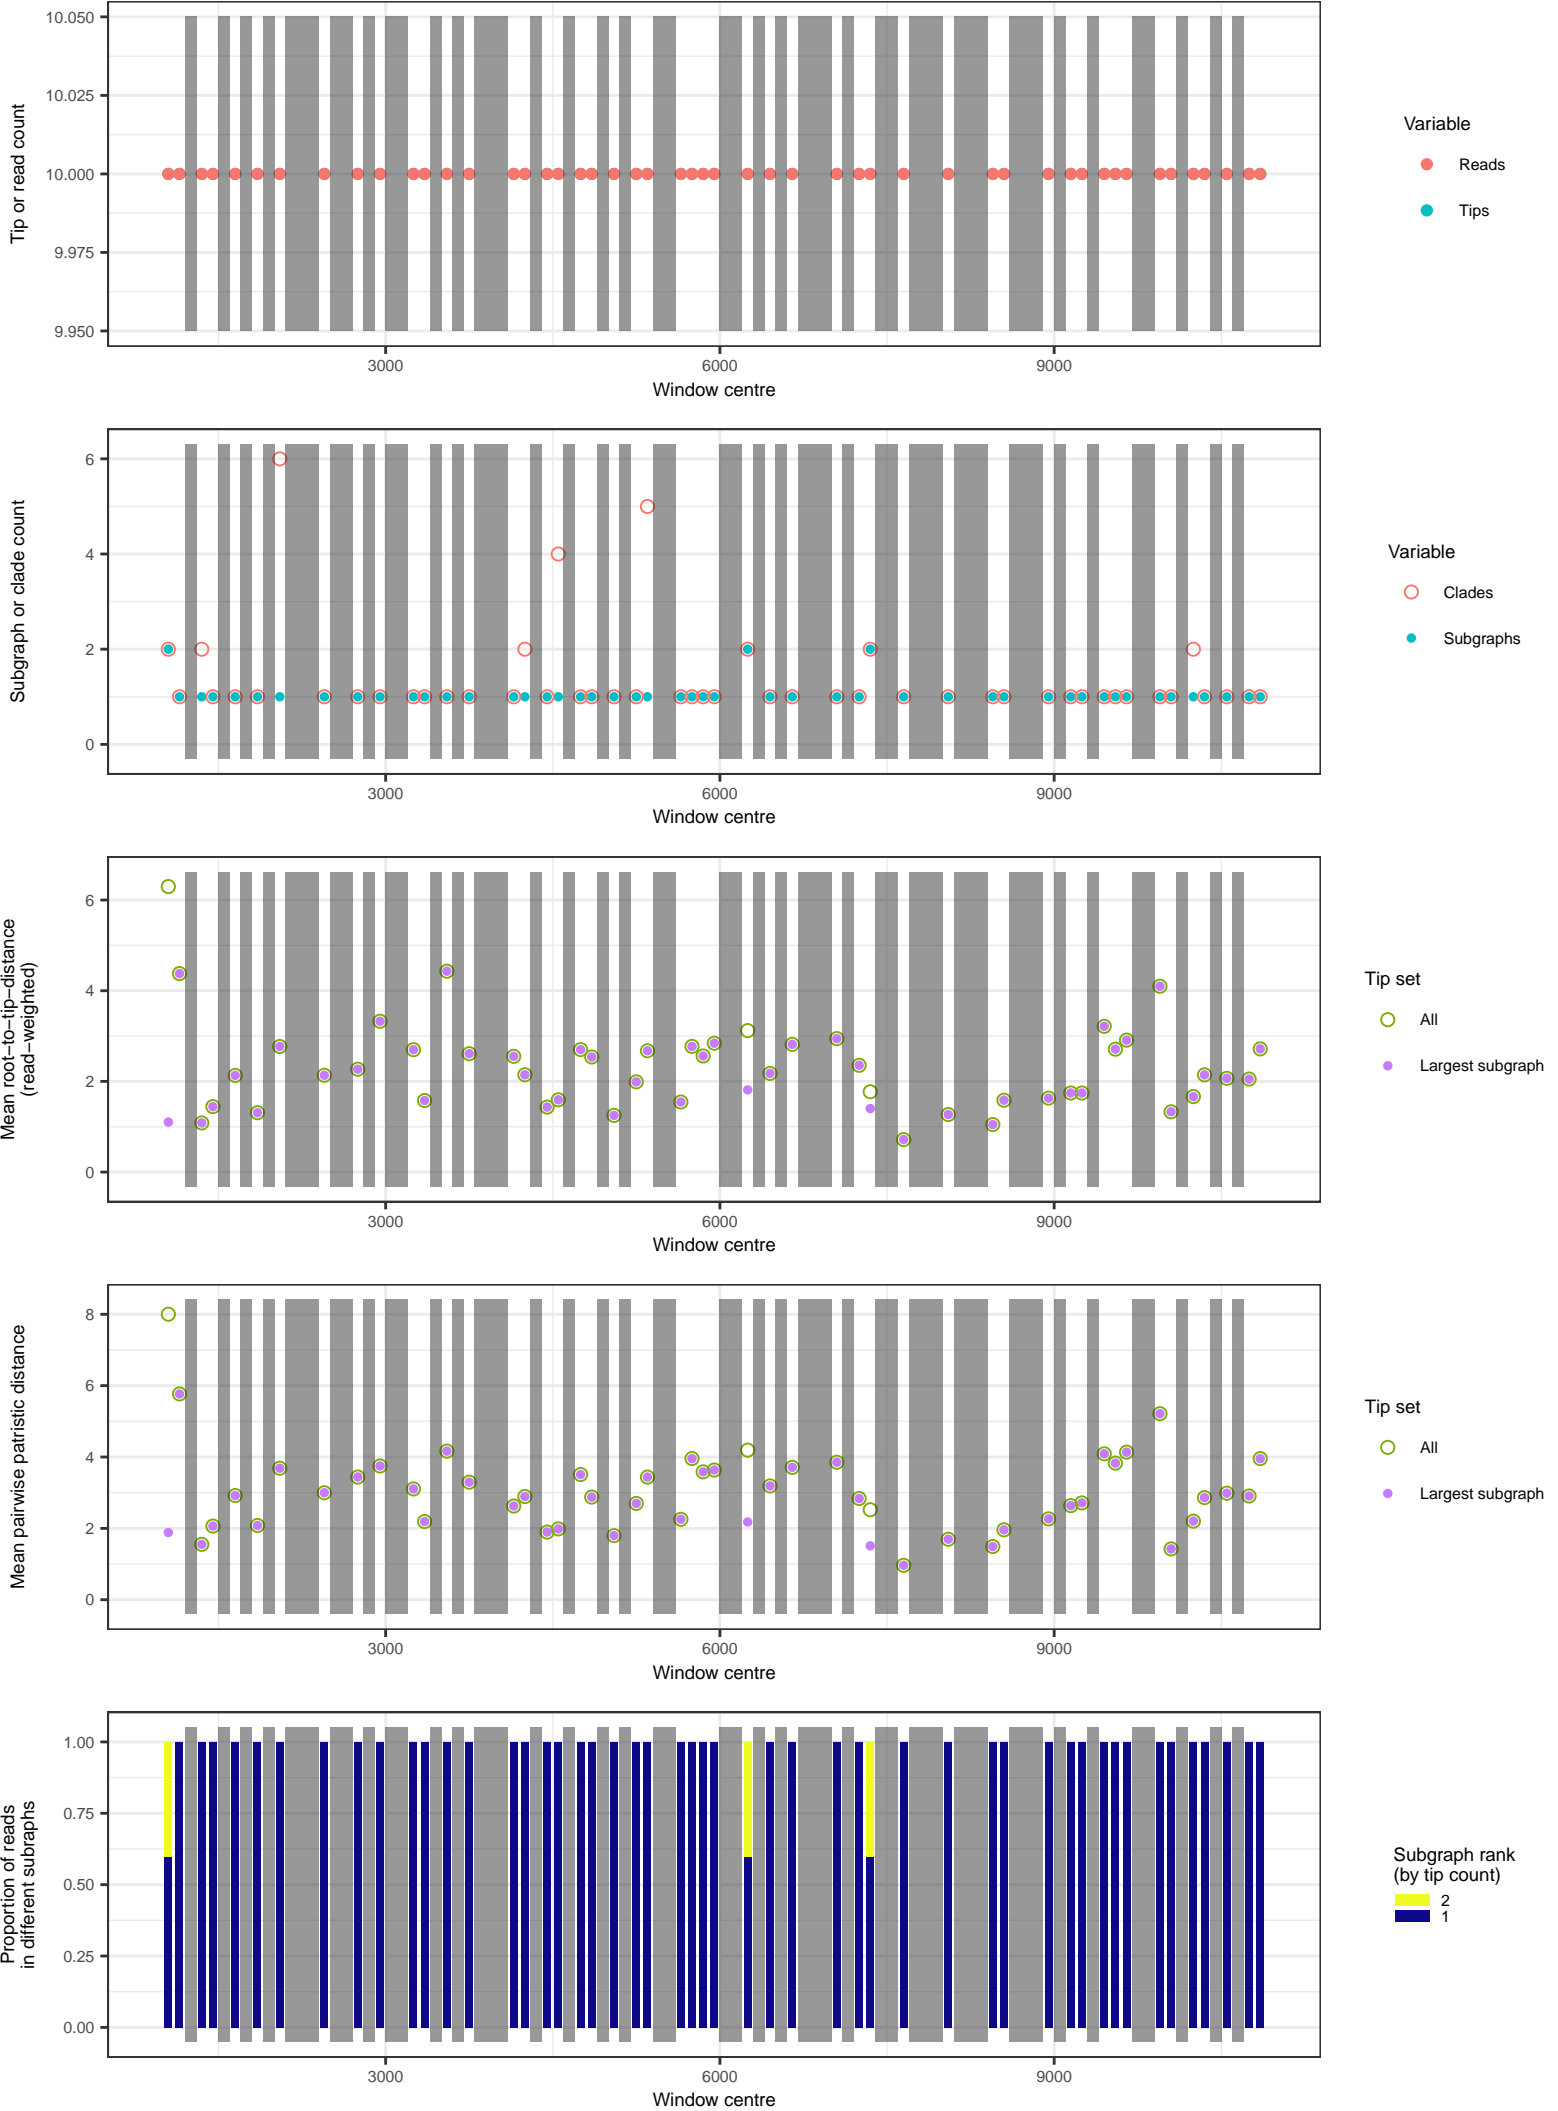 10.050
10.025
10.000
9.975
9.950
Tip or read count
3000
6000
9000
Window centre
Variable
Reads
Tips
6
4
2
0
Subgraph or clade count
3000
6000
9000
Window centre
Variable
Clades
Subgraphs
6
4
2
0
Mean root−to−tip−distance
(read−weighted)
3000
6000
9000
Window centre
Tip set
All
Largest subgraph
8
6
4
2
0
Mean pairwise patristic distance
3000
6000
9000
Window centre
Tip set
All
Largest subgraph
1.00
0.75
0.50
0.25
0.00
Proportion of reads
in different subraphs
3000
6000
9000
Window centre
Subgraph rank
(by tip count)
2
1